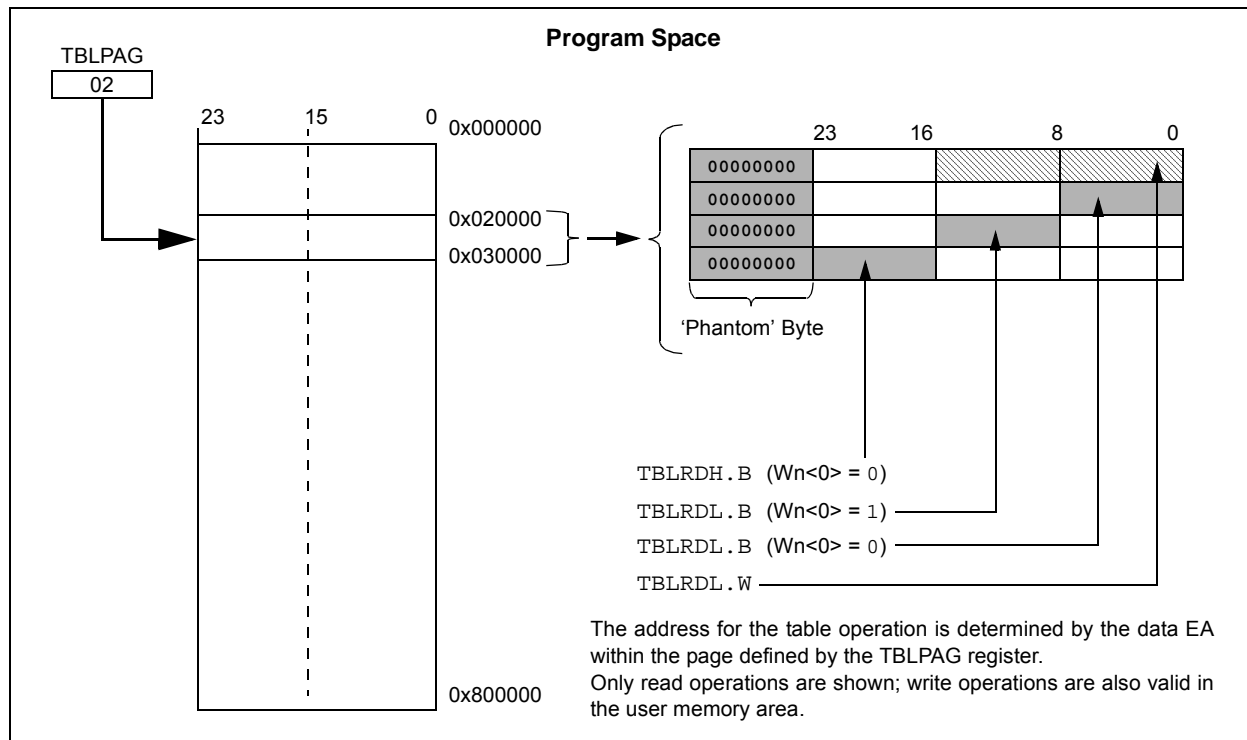 Program Space
TBLPAG
02
23 15 0
0x000000
0x020000
0x030000
0x800000
23 16 8 0
00000000
00000000
00000000
00000000
‘Phantom’ Byte
TBLRDH.B (Wn<0> = 0)
TBLRDL.B (Wn<0> = 1)
TBLRDL.B (Wn<0> = 0)
TBLRDL.W
The address for the table operation is determined by the data EA
within the page defined by the TBLPAG register.
Only read operations are shown; write operations are also valid in
the user memory area.